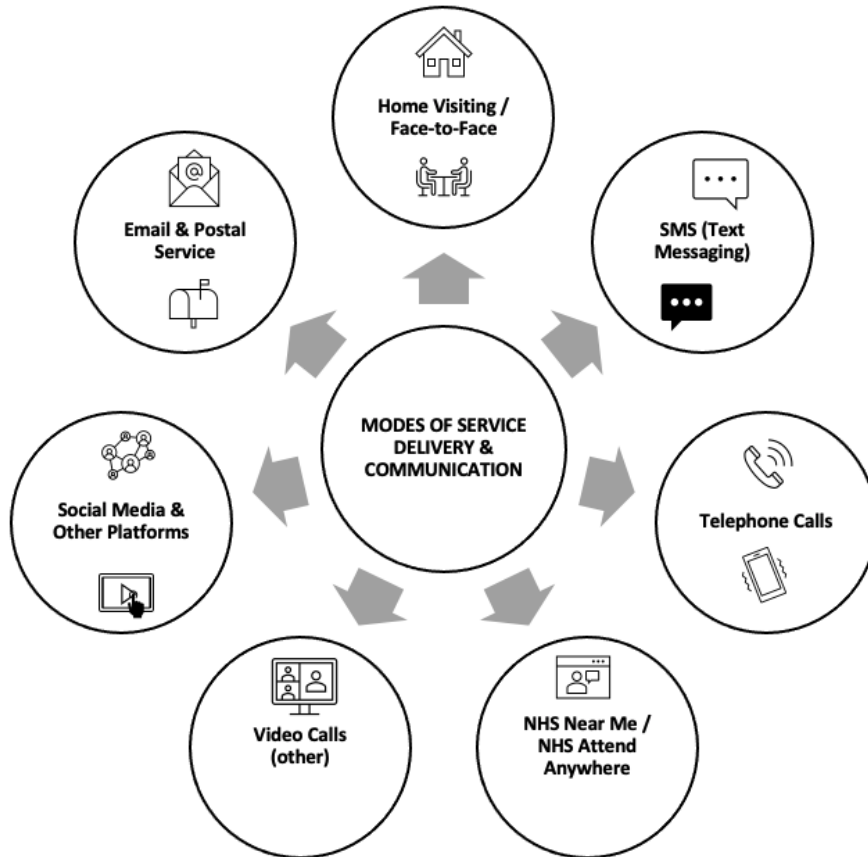 Home Visiting /
Face-to-Face
Email & Postal
Service
@
SMS (Text
Messaging)
MODES OF SERVICE
DELIVERY &
COMMUNICATION
Social Media &
Other Platforms
Telephone Calls
Video Calls
(other)
NHS Near Me /
NHS Attend
Anywhere